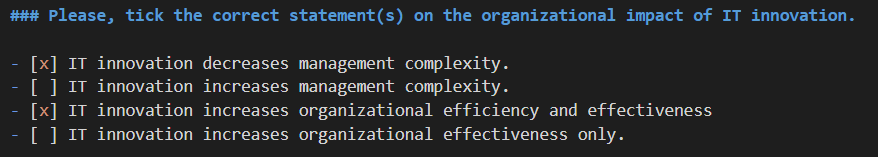 ### Please, tick the correct statement(s) on the organizational impact of IT innovation.
- [x] IT innovation decreases management complexity.
- [ ] IT innovation increases management complexity.
- [x] IT innovation increases organizational efficiency and effectiveness
- [ ] IT innovation increases organizational effectiveness only.